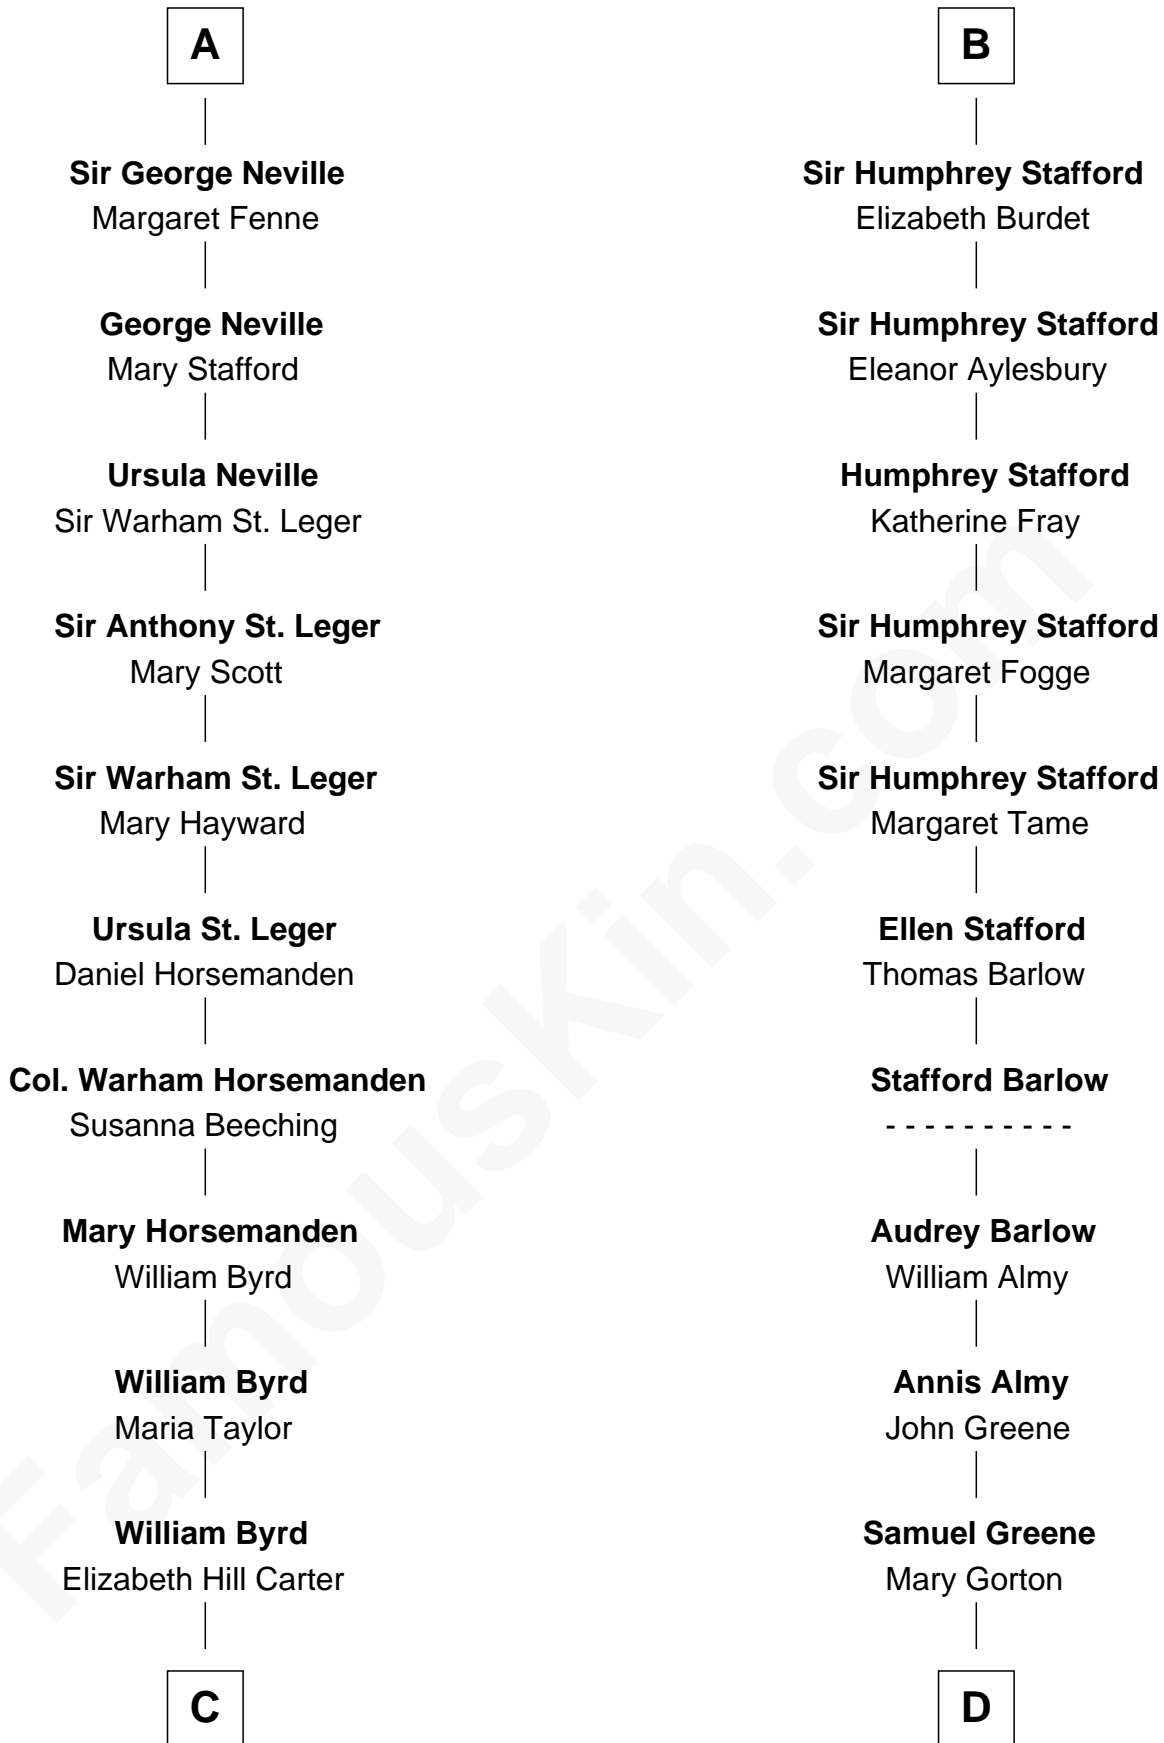 A
Sir George Neville
Margaret Fenne
George Neville
Mary Stafford
Ursula Neville
Sir Warham St. Leger
Sir Anthony St. Leger
Mary Scott
Sir Warham St. Leger
Mary Hayward
Ursula St. Leger
Daniel Horsemanden
Col. Warham Horsemanden
Susanna Beeching
Mary Horsemanden
William Byrd
William Byrd
Maria Taylor
William Byrd
Elizabeth Hill Carter
C
B
Sir Humphrey Stafford
Elizabeth Burdet
Sir Humphrey Stafford
Eleanor Aylesbury
Humphrey Stafford
Katherine Fray
Sir Humphrey Stafford
Margaret Fogge
Sir Humphrey Stafford
Margaret Tame
Ellen Stafford
Thomas Barlow
Stafford Barlow
- - - - - - - - - -
Audrey Barlow
William Almy
Annis Almy
John Greene
Samuel Greene
Mary Gorton
D
FamousKin.com